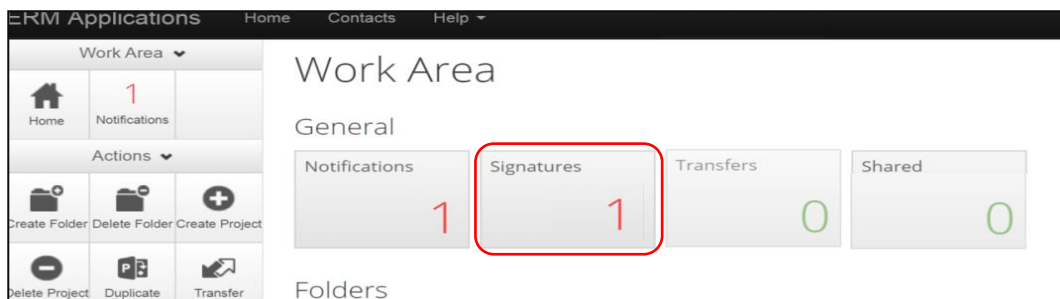 ERM Applications Home Contacts Help
Work Area
1
Home Notifications
Actions
Create Folder Delete Folder Create Project
Delete Project Duplicate Transfer
Work Area
General
Notifications Signatures Transfers Shared
1 1 0 0
Folders